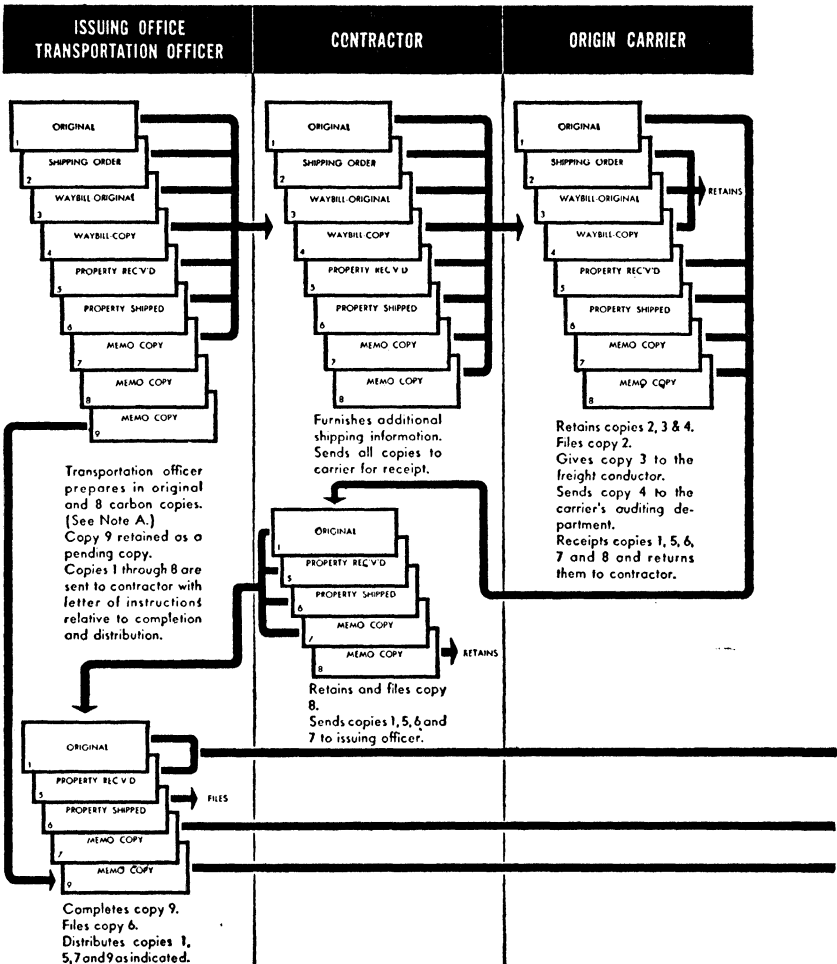 ISSUING OFFICE
TRANSPORTATION OFFICER
CONTRACTOR
ORIGIN CARRIER
ORIGINAL
1
SHIPPING ORDER
2
WAYBILL ORIGINAL
3
WAYBILL-COPY
4
PROPERTY REC'V'D
5
PROPERTY SHIPPED
6
MEMO COPY
7
MEMO COPY
8
MEMO COPY
9
Transportation officer
prepares in original
and 8 carbon copies.
(See Note A.)
Copy 9 retained as a
pending copy.
Copies 1 through 8 are
sent to contractor with
letter of instructions
relative to completion
and distribution.
ORIGINAL
1
SHIPPING ORDER
2
WAYBILL-ORIGINAL
3
WAYBILL-COPY
4
PROPERTY REC V'D
5
PROPERTY SHIPPED
6
MEMO COPY
7
MEMO COPY
8
Furnishes additional
shipping information.
Sends all copies to
carrier for receipt.
ORIGINAL
1
SHIPPING ORDER
2
WAYBILL-ORIGINAL
3
WAYBILL-COPY
4
PROPERTY REC'V'D
5
PROPERTY SHIPPED
6
MEMO COPY
7
MEMO COPY
8
RETAINS
Retains copies 2, 3 & 4.
Files copy 2.
Gives copy 3 to the
freight conductor.
Sends copy 4 to the
carrier's auditing de-
partment.
Receipts copies 1, 5, 6,
7 and 8 and returns
them to contractor.
ORIGINAL
1
PROPERTY REC'V'D
5
PROPERTY SHIPPED
6
MEMO COPY
7
MEMO COPY
8
RETAINS
Retains and files copy
8.
Sends copies 1, 5, 6 and
7 to issuing officer.
ORIGINAL
1
PROPERTY REC V D
5
FILES
PROPERTY SHIPPED
6
MEMO COPY
7
MEMO COPY
9
Completes copy 9.
Files copy 6.
Distributes copies 1,
5, 7 and 9 as indicated.